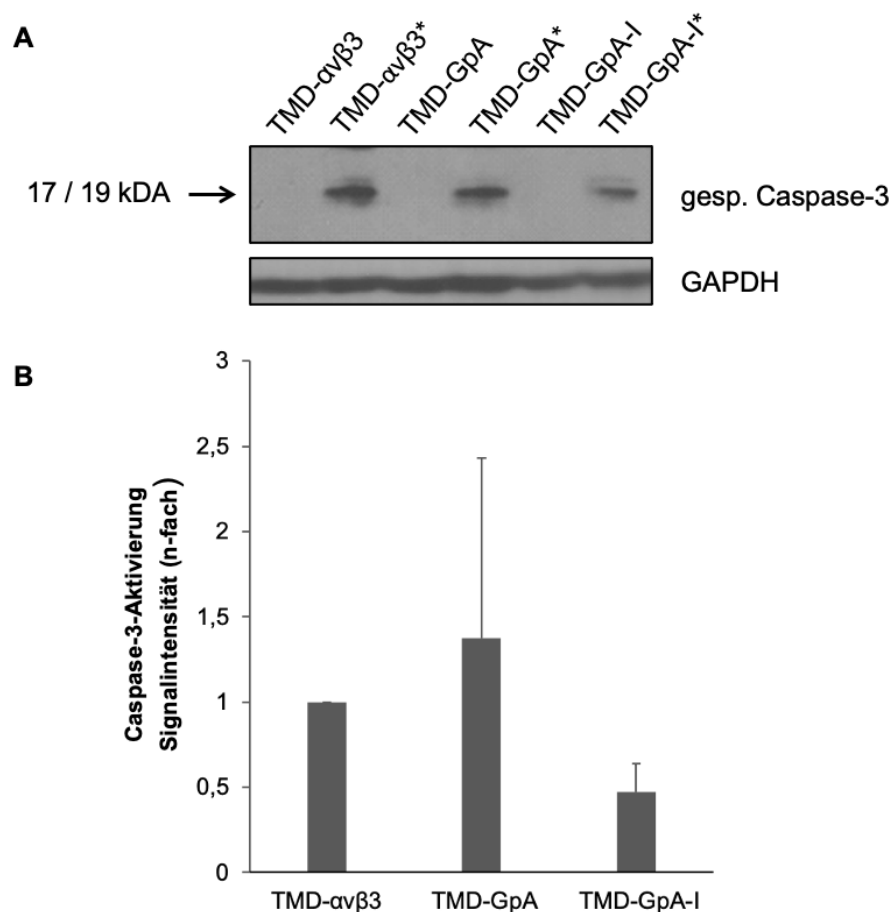 A
TMD-αvβ3
TMD-αvβ3*
TMD-GpA
TMD-GpA*
TMD-GpA-I
TMD-GpA-I*
17 / 19 kDA
gesp. Caspase-3
GAPDH
B
Caspase-3-Aktivierung
Signalintensität (n-fach)
3
2,5
2
1,5
1
0,5
0
TMD-αvβ3
TMD-GpA
TMD-GpA-I